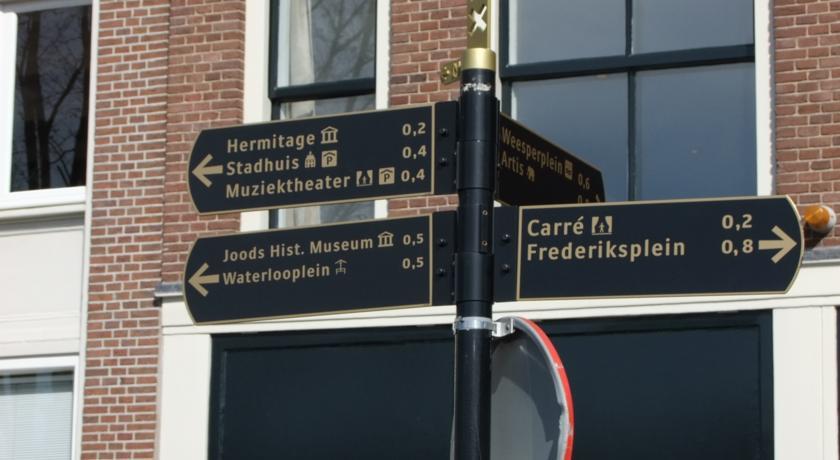 Hermitage 0,2
Stadhuis P 0,4
Muziektheater P 0,4
Weesperplein 0,6
Artis
Joods Hist. Museum 0,5
Waterlooplein 0,5
Carré 0,2
Frederiksplein 0,8